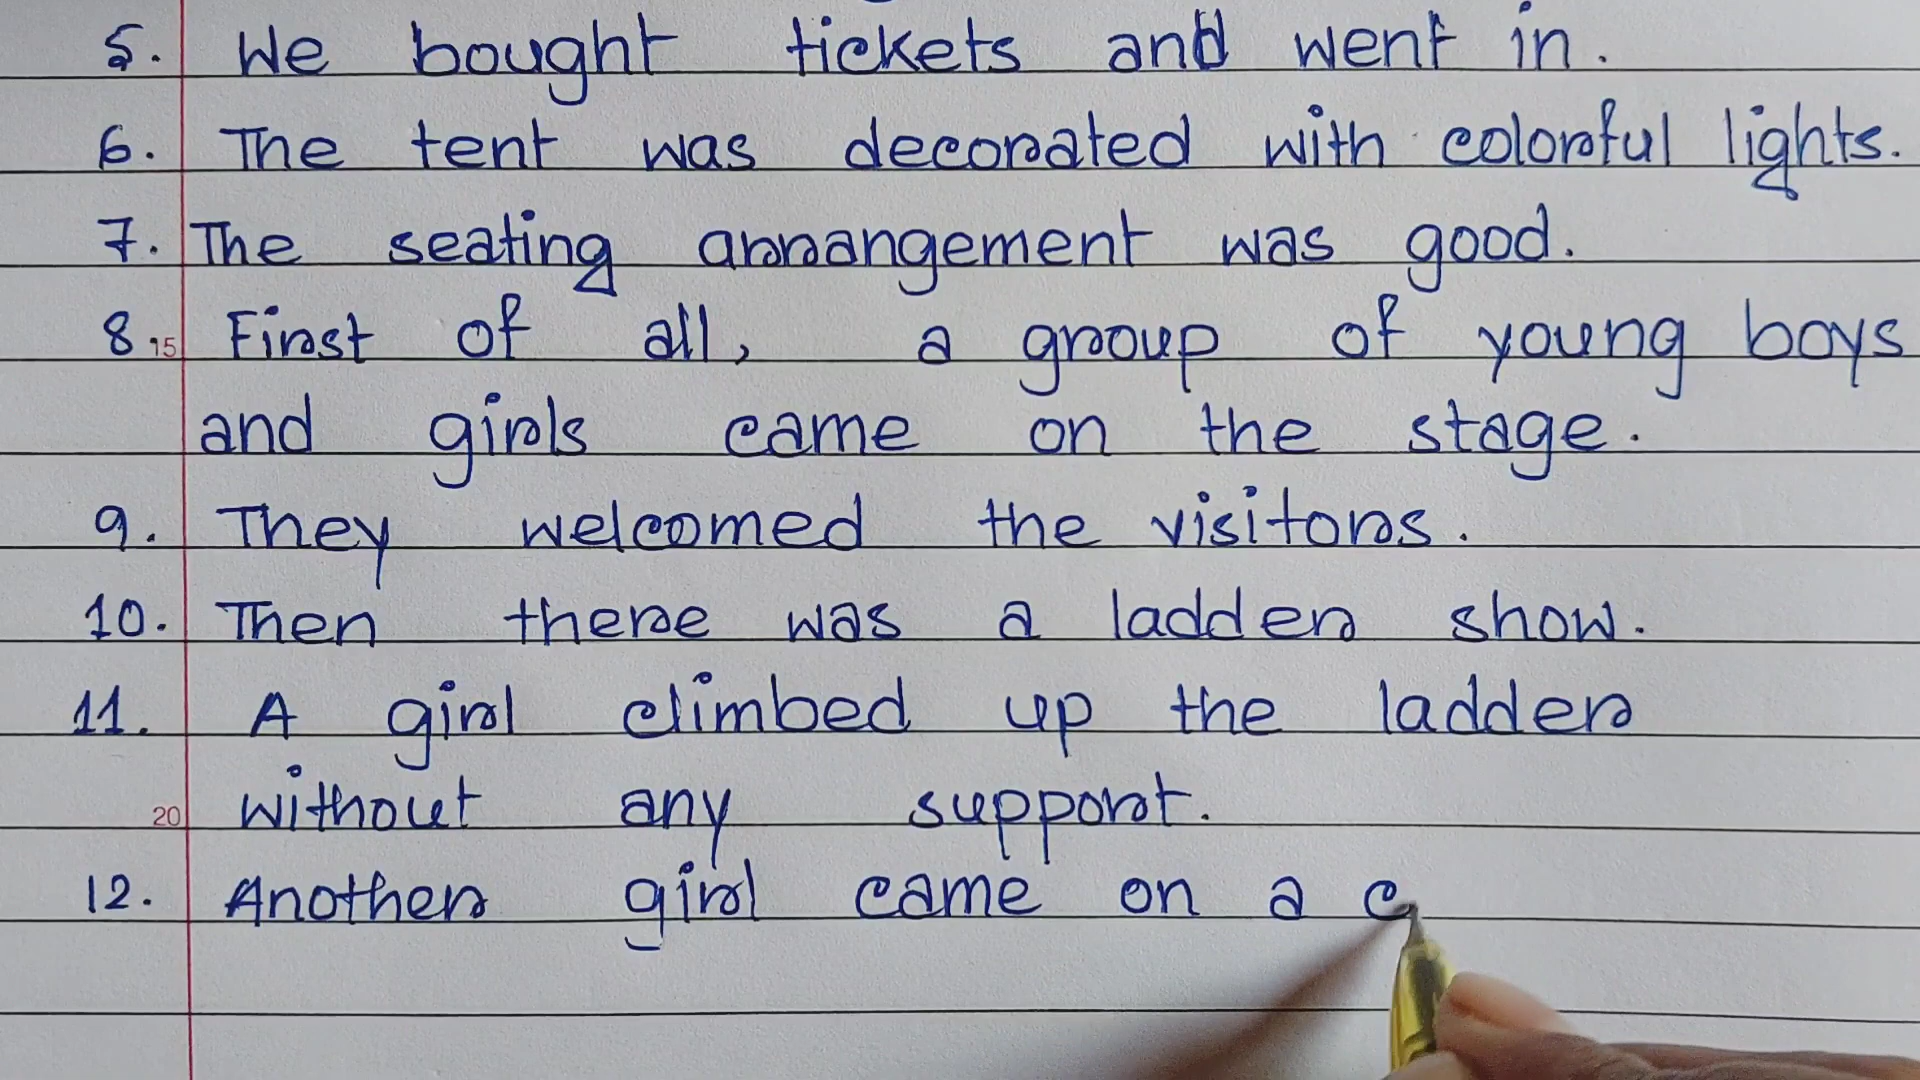 5. We bought tickets and went in.
6. The tent was decorated with colorful lights.
7. The seating arrangement was good.
8. 15 First of all, a group of young boys
and girls came on the stage.
9. They welcomed the visitors.
10. Then there was a ladder show.
11. A girl climbed up the ladder
20 without any support.
12. Another girl came on a c